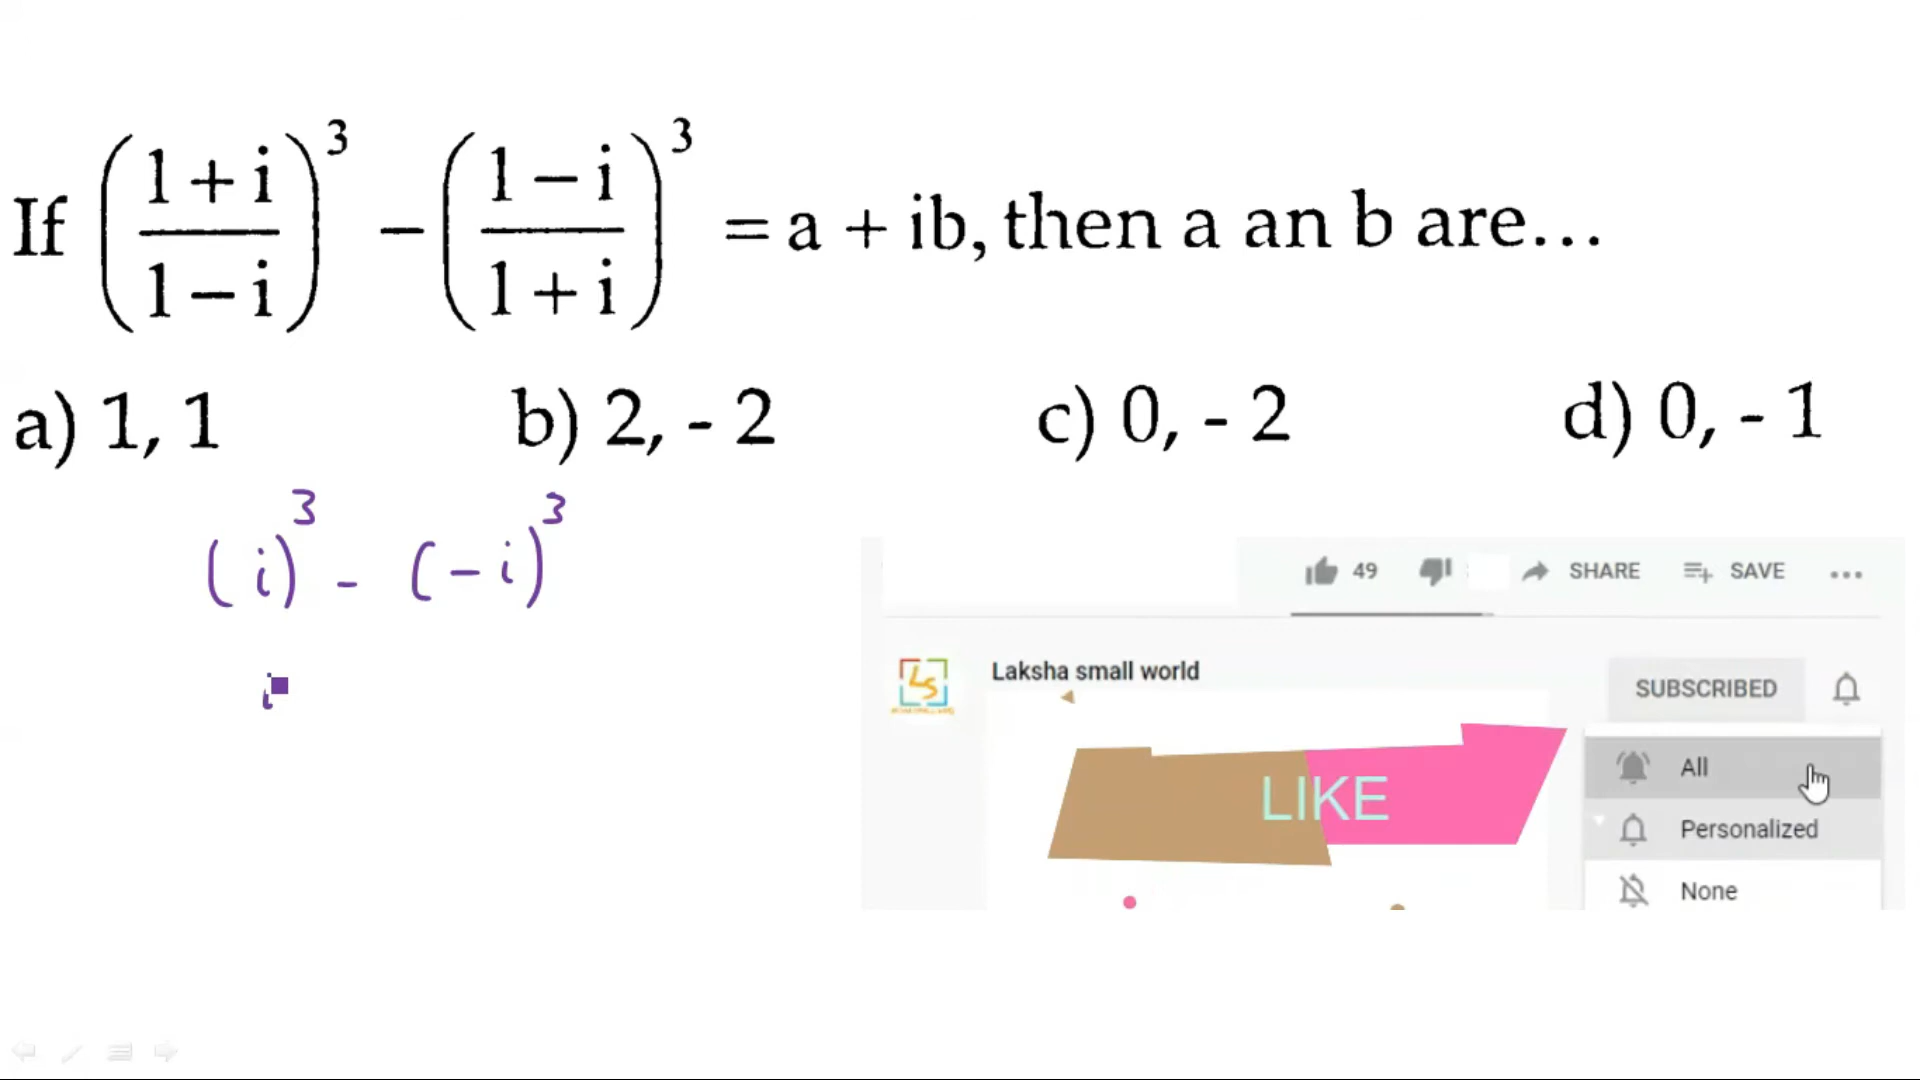 If ((1 + i)/(1 – i))³ – ((1 – i)/(1 + i))³ = a + ib, then a an b are...
a) 1, 1 b) 2, - 2 c) 0, - 2 d) 0, - 1
(i)³ - (-i)³
i
49 SHARE SAVE ...
Laksha small world
SUBSCRIBED
LS
LIKE
All
Personalized
None